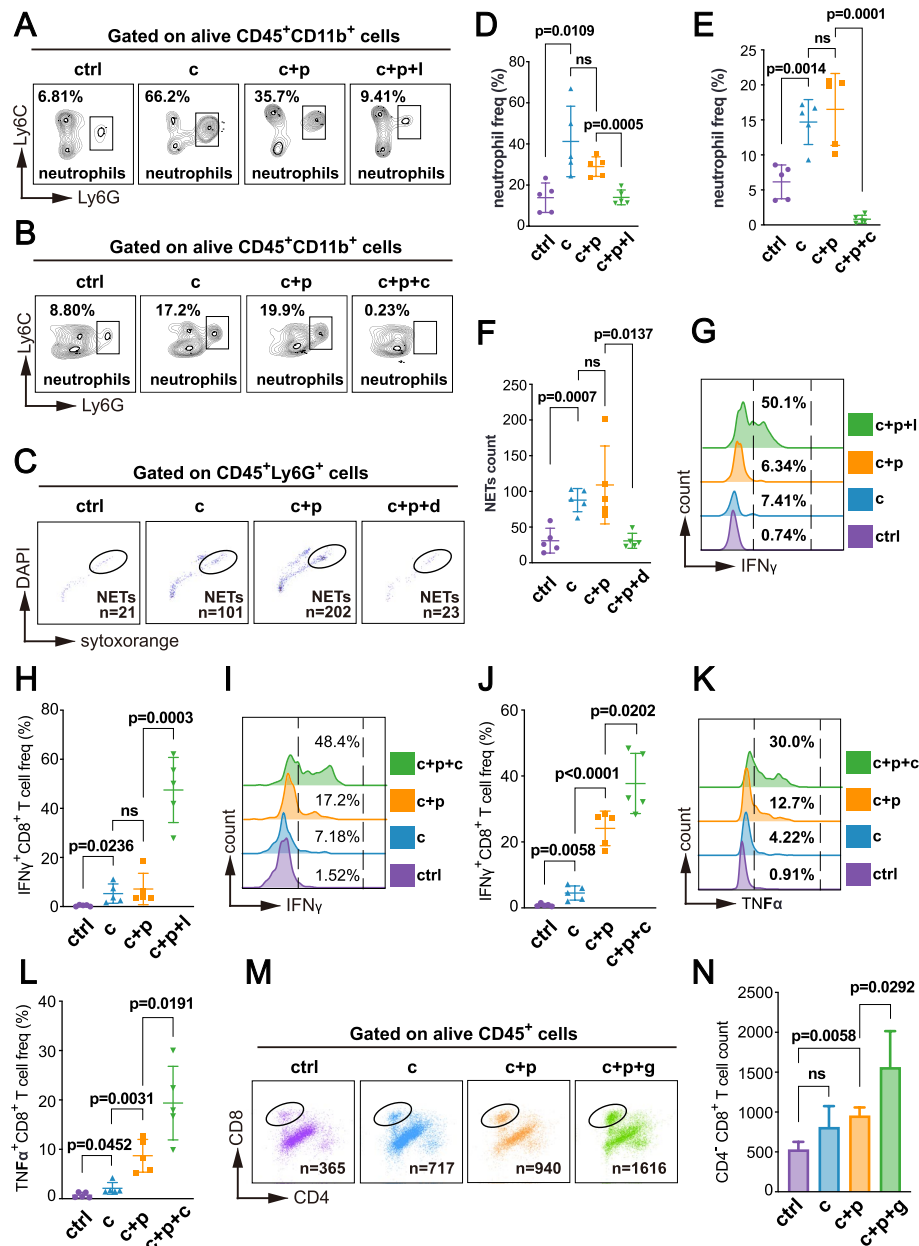 A
Gated on alive CD45⁺CD11b⁺ cells
ctrl c c+p c+p+l
6.81% 66.2% 35.7% 9.41%
neutrophils neutrophils neutrophils neutrophils
Ly6C
Ly6G
B
Gated on alive CD45⁺CD11b⁺ cells
ctrl c c+p c+p+c
8.80% 17.2% 19.9% 0.23%
neutrophils neutrophils neutrophils neutrophils
Ly6C
Ly6G
C
Gated on CD45⁺Ly6G⁺ cells
ctrl c c+p c+p+d
NETs NETs NETs NETs
n=21 n=101 n=202 n=23
DAPI
sytoxorange
D
neutrophil freq (%)
p=0.0109
ns
p=0.0005
80
60
40
20
0
ctrl c c+p c+p+l
E
neutrophil freq (%)
p=0.0001
ns
p=0.0014
25
20
15
10
5
0
ctrl c c+p c+p+c
F
NETs count
p=0.0137
ns
p=0.0007
250
200
150
100
50
0
ctrl c c+p c+p+d
G
count
50.1%
6.34%
7.41%
0.74%
IFNγ
c+p+l
c+p
c
ctrl
H
IFNγ⁺CD8⁺ T cell freq (%)
p=0.0003
ns
p=0.0236
80
60
40
20
0
ctrl c c+p c+p+l
I
count
48.4%
17.2%
7.18%
1.52%
IFNγ
c+p+c
c+p
c
ctrl
J
IFNγ⁺CD8⁺ T cell freq (%)
p=0.0202
p<0.0001
p=0.0058
60
40
20
0
ctrl c c+p c+p+c
K
count
30.0%
12.7%
4.22%
0.91%
TNFα
c+p+c
c+p
c
ctrl
L
TNFα⁺CD8⁺ T cell freq (%)
p=0.0191
p=0.0031
p=0.0452
40
30
20
10
0
ctrl c c+p c+p+c
M
Gated on alive CD45⁺ cells
ctrl c c+p c+p+g
n=365 n=717 n=940 n=1616
CD8
CD4
N
CD4⁻ CD8⁺ T cell count
p=0.0292
p=0.0058
ns
2500
2000
1500
1000
500
0
ctrl c c+p c+p+g